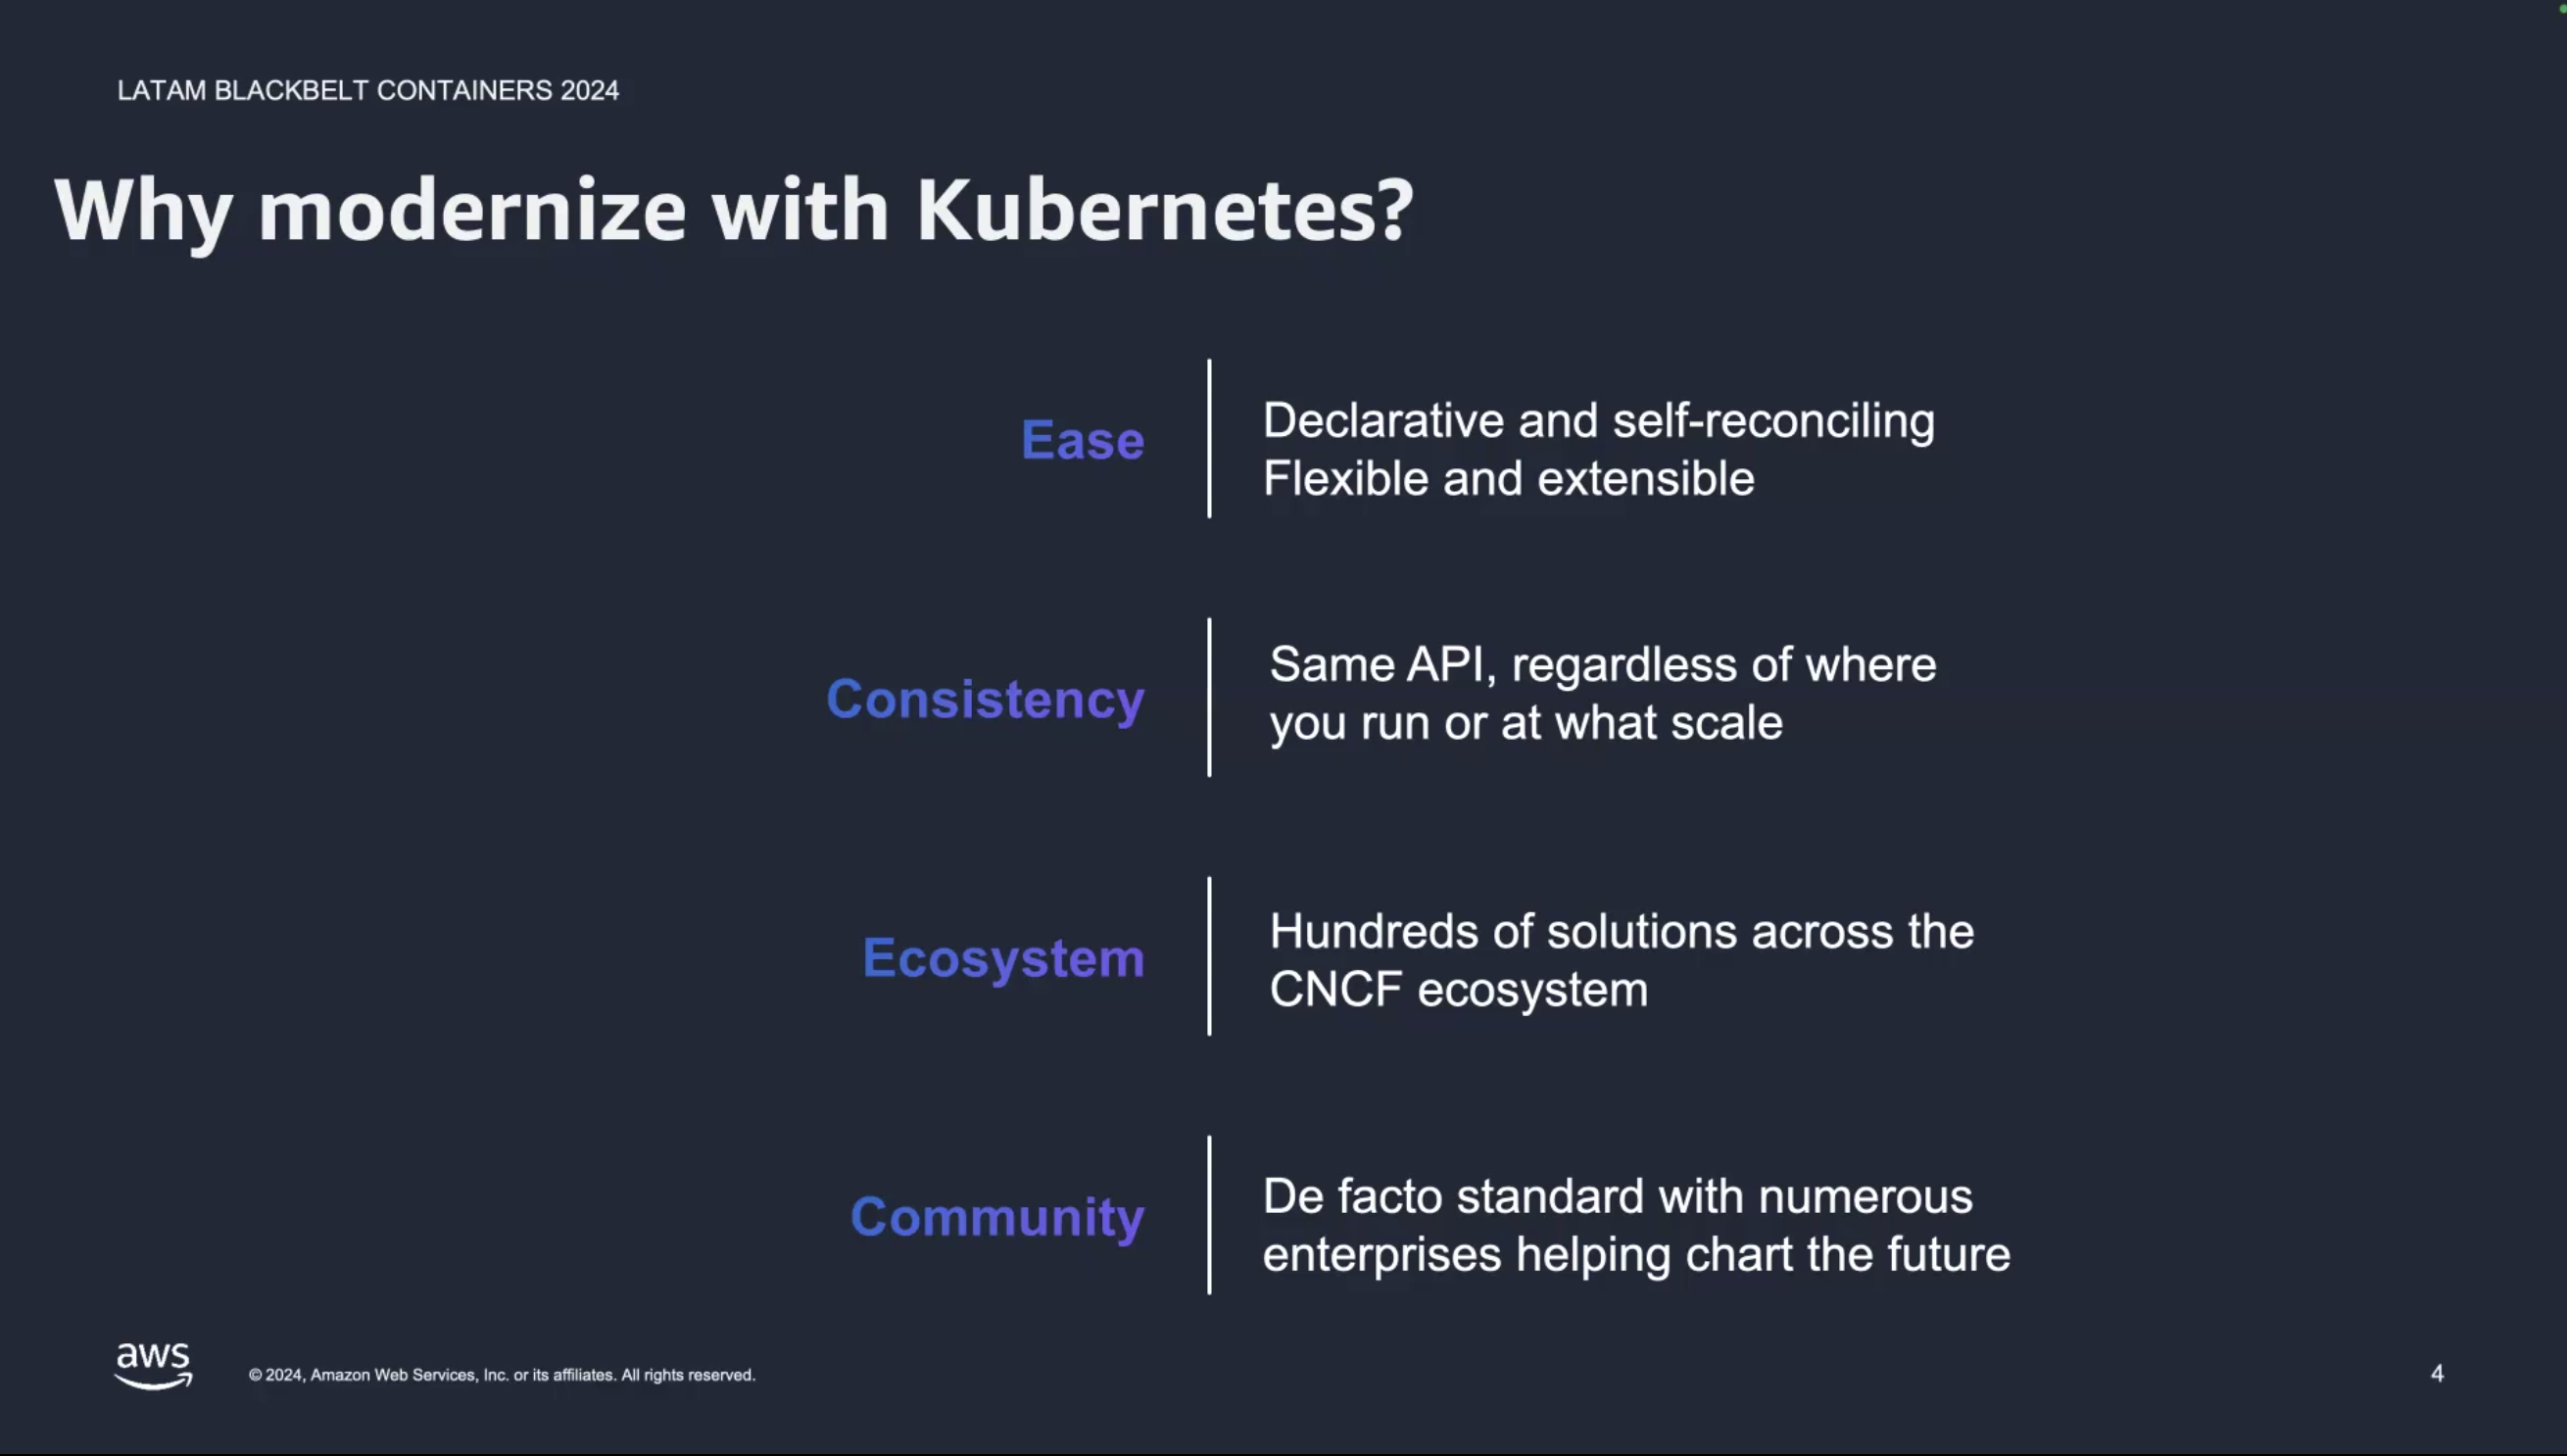 LATAM BLACKBELT CONTAINERS 2024
Why modernize with Kubernetes?
Ease
Declarative and self-reconciling
Flexible and extensible
Consistency
Same API, regardless of where
you run or at what scale
Ecosystem
Hundreds of solutions across the
CNCF ecosystem
Community
De facto standard with numerous
enterprises helping chart the future
aws
© 2024, Amazon Web Services, Inc. or its affiliates. All rights reserved.
4